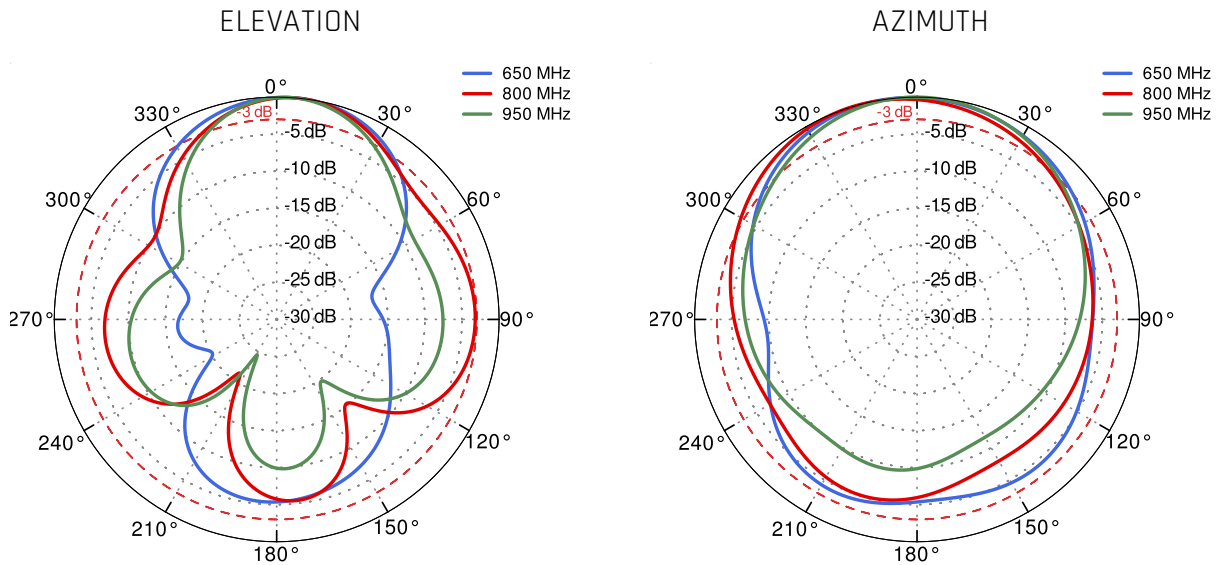 ELEVATION
650 MHz
800 MHz
950 MHz
0°
-3 dB
330°
30°
-5 dB
-10 dB
300°
60°
-15 dB
-20 dB
-25 dB
-30 dB
270°
90°
240°
120°
210°
150°
180°
AZIMUTH
650 MHz
800 MHz
950 MHz
0°
-3 dB
330°
30°
-5 dB
-10 dB
300°
60°
-15 dB
-20 dB
-25 dB
-30 dB
270°
90°
240°
120°
210°
150°
180°